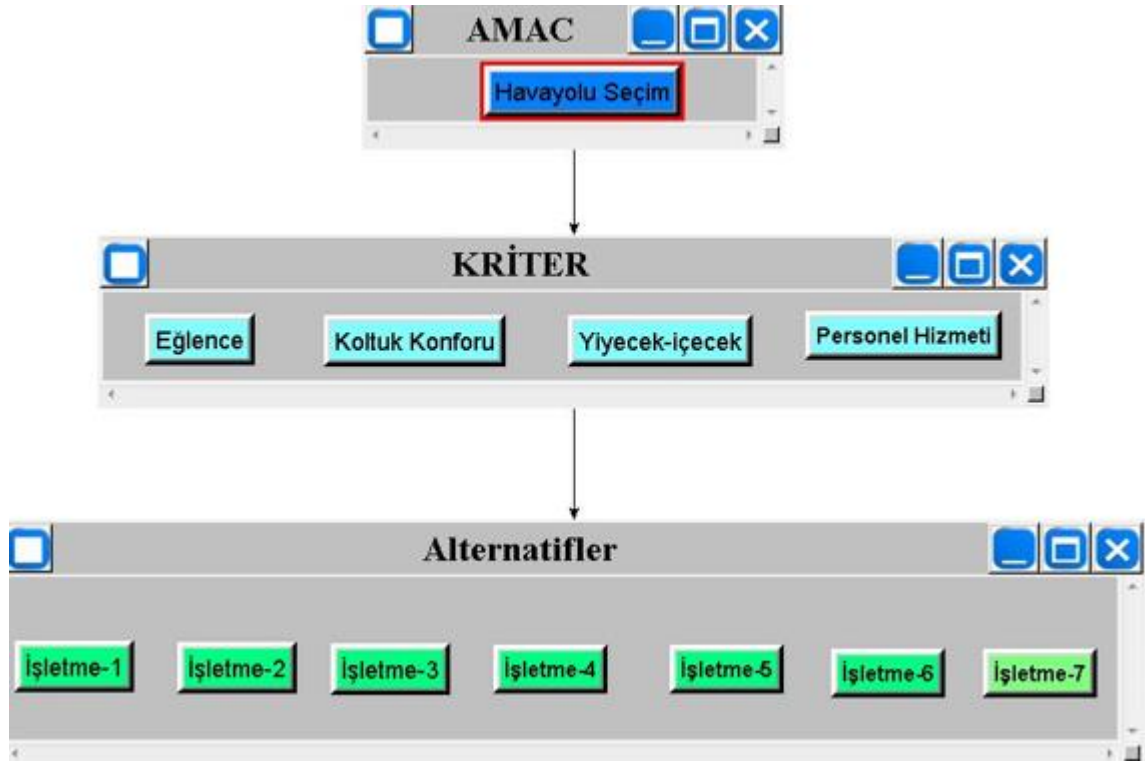 AMAC
Havayolu Seçim
KRİTER
Eğlence
Koltuk Konforu
Yiyecek-içecek
Personel Hizmeti
Alternatifler
İşletme-1
İşletme-2
İşletme-3
İşletme-4
İşletme-5
İşletme-6
İşletme-7